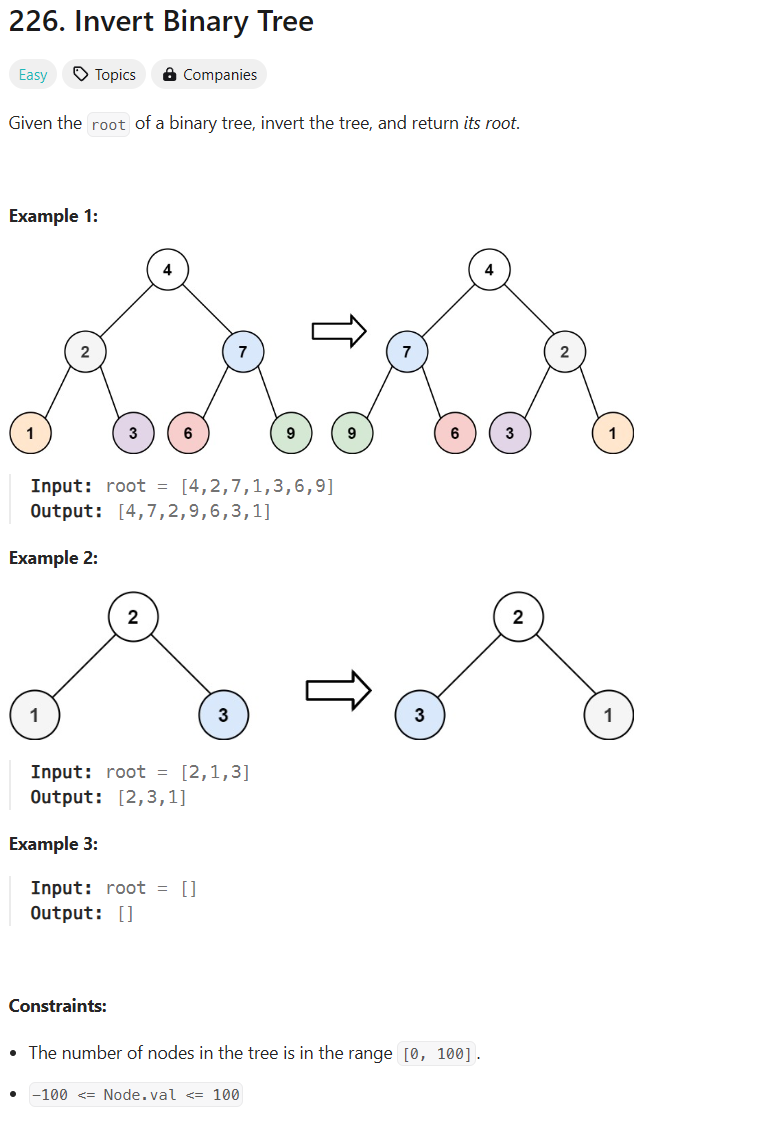 226. Invert Binary Tree
Easy Topics Companies
Given the root of a binary tree, invert the tree, and return its root.
Example 1:
4 4
2 7 7 2
1 3 6 9 9 6 3 1
Input: root = [4,2,7,1,3,6,9]
Output: [4,7,2,9,6,3,1]
Example 2:
2 2
1 3 3 1
Input: root = [2,1,3]
Output: [2,3,1]
Example 3:
Input: root = []
Output: []
Constraints:
• The number of nodes in the tree is in the range [0, 100].
• -100 <= Node.val <= 100